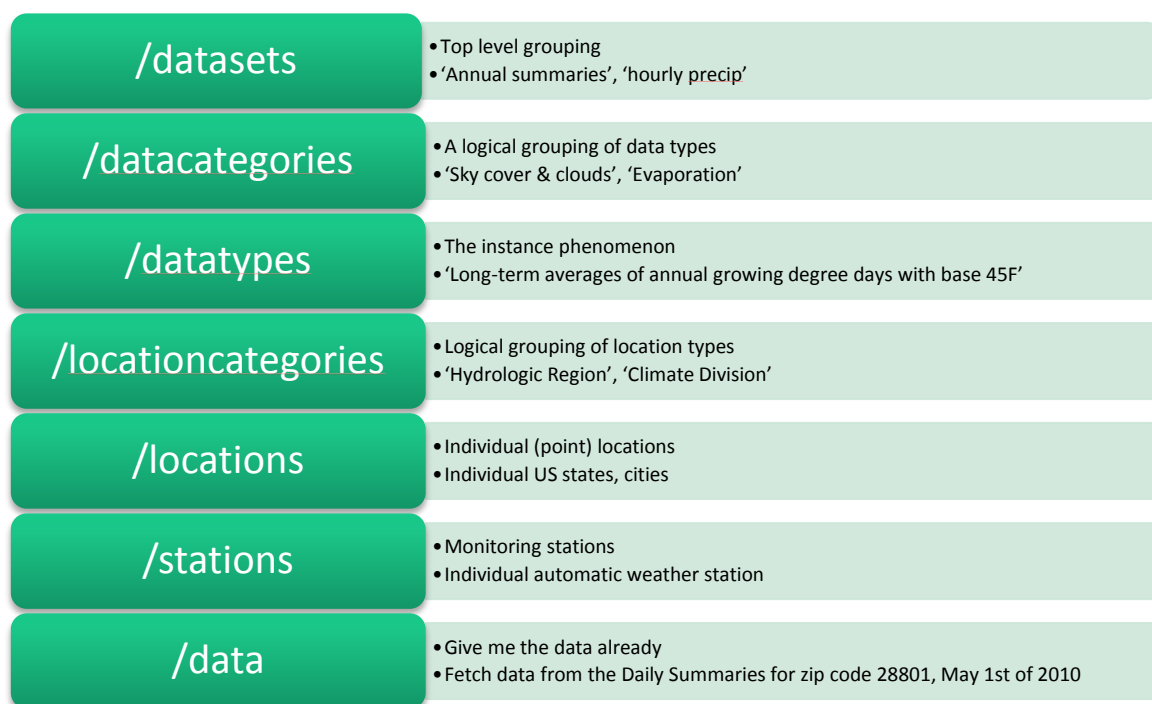 /datasets
•Top level grouping
•‘Annual summaries’, ‘hourly precip’
/datacategories
•A logical grouping of data types
•‘Sky cover & clouds’, ‘Evaporation’
/datatypes
•The instance phenomenon
•‘Long-term averages of annual growing degree days with base 45F’
/locationcategories
•Logical grouping of location types
•‘Hydrologic Region’, ‘Climate Division’
/locations
•Individual (point) locations
•Individual US states, cities
/stations
•Monitoring stations
•Individual automatic weather station
/data
•Give me the data already
•Fetch data from the Daily Summaries for zip code 28801, May 1st of 2010